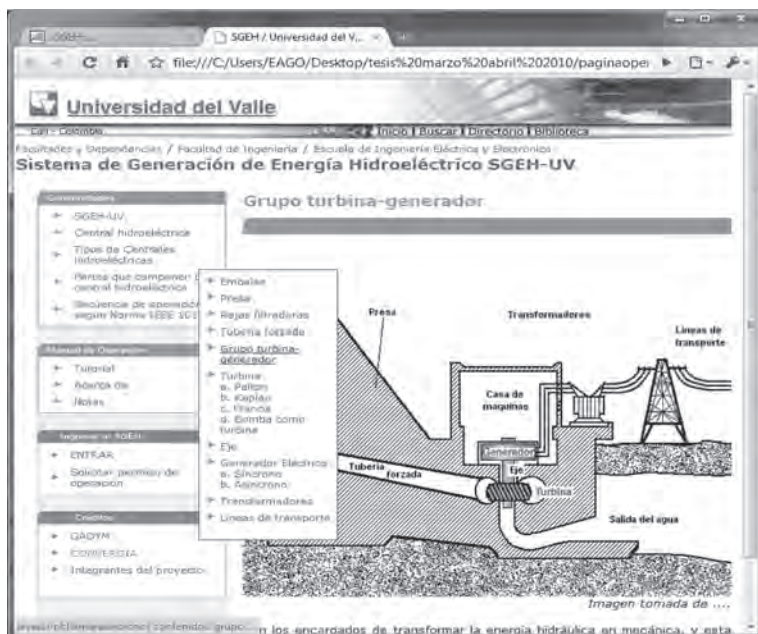 SGEH / Universidad del V...
file:///C:/Users/EAGO/Desktop/tesis%20marzo%20abril%202010/paginaoper
Universidad del Valle
Cali - Colombia
Inicio | Buscar | Directorio | Biblioteca
Facultades y Dependencias / Facultad de Ingeniería / Escuela de Ingeniería Eléctrica y Electrónica
Sistema de Generación de Energía Hidroeléctrico SGEH-UV
Generalidades
SGEH-UV
Central hidroeléctrica
Tipos de Centrales
hidroeléctricas
Partes que componen
central hidroeléctrica
Secuencia de operación
según Norma IEEE
Manual de Operación
Tutorial
Acerca de
Notas
Ingresar al SGEH
ENTRAR
Solicitar permiso de
operación
Créditos
GADYM
CONVERGIA
Integrantes del proyecto
Embalse
Presa
Rejas filtradoras
Tubería forzada
Grupo turbina-
generador
Turbina
a. Pelton
b. Kaplan
c. Francis
d. Bomba como
turbina
Eje
Generador Eléctrico
a. Síncrono
b. Asíncrono
Transformadores
Líneas de transporte
Grupo turbina-generador
Presa
Transformadores
Líneas de
transporte
Casa de
maquinas
Generador
Eje
Tubería
forzada
Turbina
Salida del agua
Imagen tomada de ....
n los encardados de transformar la energía hidráulica en mecánica, y esta